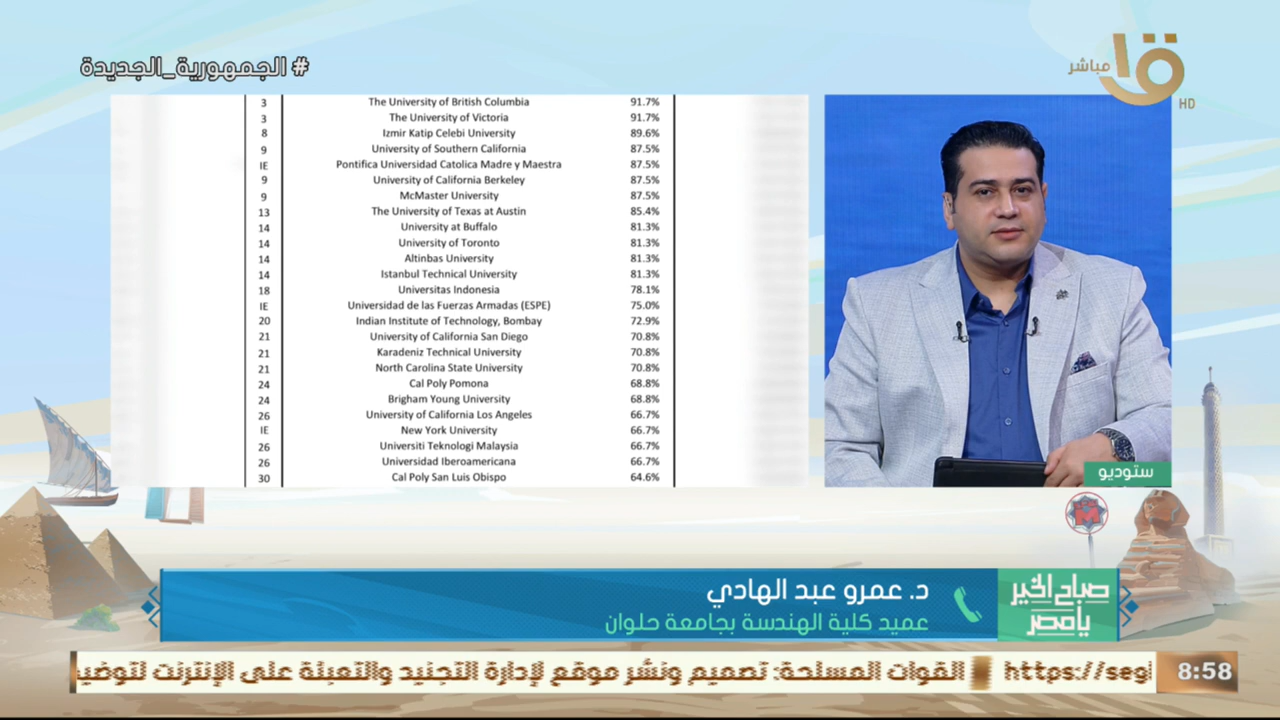 # الجمهورية_الجديدة
مباشر
HD
3 The University of British Columbia 91.7%
3 The University of Victoria 91.7%
8 Izmir Katip Celebi University 89.6%
9 University of Southern California 87.5%
IE Pontifica Universidad Catolica Madre y Maestra 87.5%
9 University of California Berkeley 87.5%
9 McMaster University 87.5%
13 The University of Texas at Austin 85.4%
14 University at Buffalo 81.3%
14 University of Toronto 81.3%
14 Altinbas University 81.3%
14 Istanbul Technical University 81.3%
18 Universitas Indonesia 78.1%
IE Universidad de las Fuerzas Armadas (ESPE) 75.0%
20 Indian Institute of Technology, Bombay 72.9%
21 University of California San Diego 70.8%
21 Karadeniz Technical University 70.8%
21 North Carolina State University 70.8%
24 Cal Poly Pomona 68.8%
24 Brigham Young University 68.8%
26 University of California Los Angeles 66.7%
IE New York University 66.7%
26 Universiti Teknologi Malaysia 66.7%
26 Universidad Iberoamericana 66.7%
30 Cal Poly San Luis Obispo 64.6%
ستوديو
M
صباح الخير
يا مصر
د. عمرو عبد الهادي
عميد كلية الهندسة بجامعة حلوان
8:58
https://seg
القوات المسلحة: تصميم ونشر موقع لإدارة التجنيد والتعبئة على الإنترنت